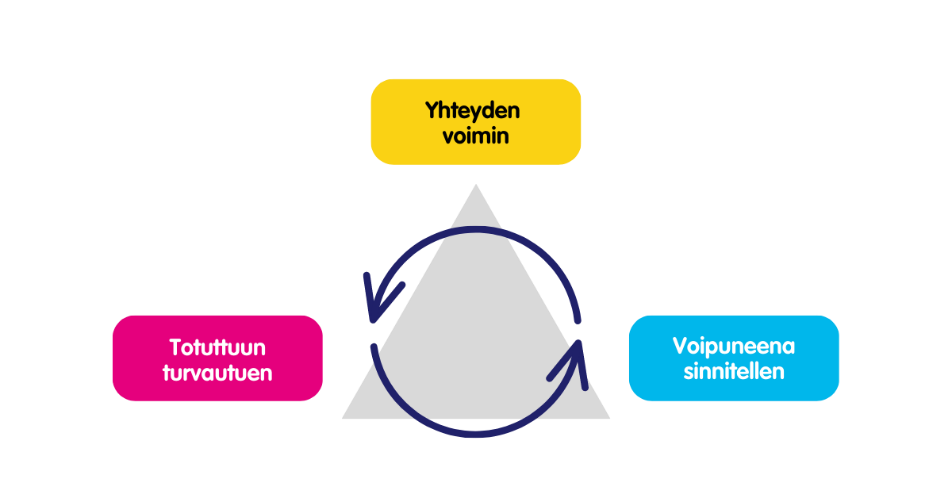 Yhteyden
voimin
Totuttuun
turvautuen
Voipuneena
sinnitellen